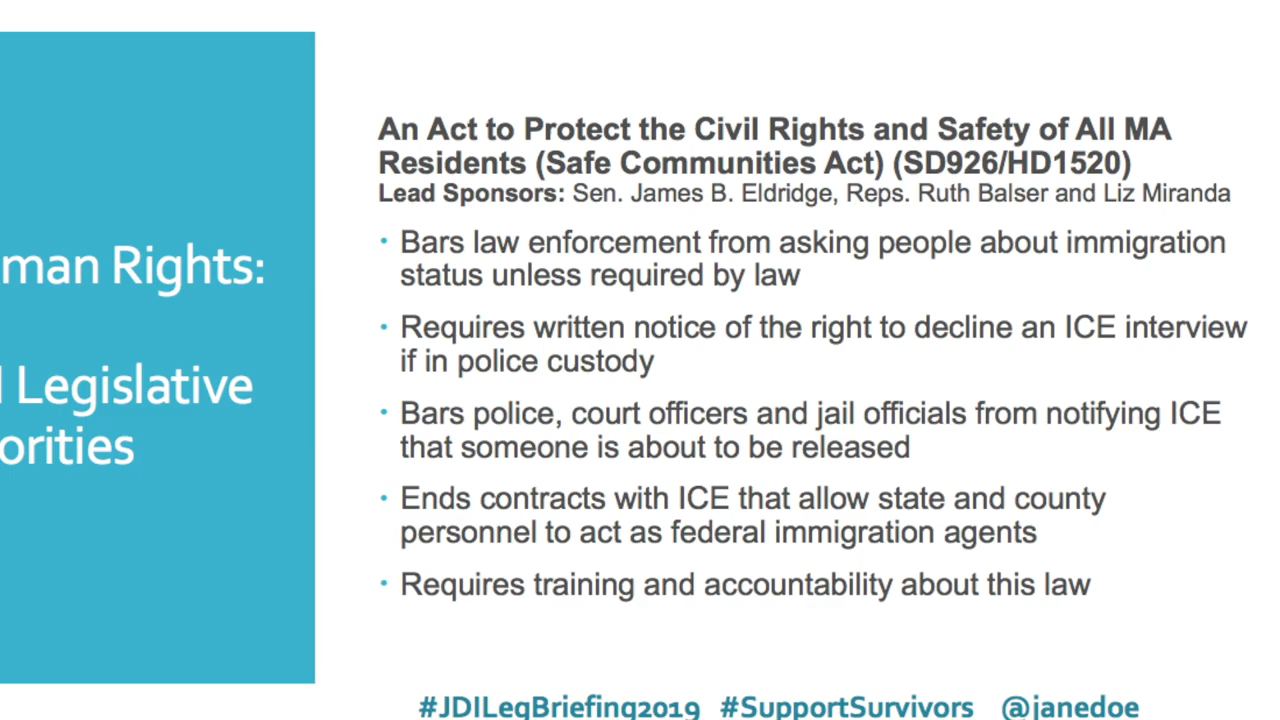 man Rights:
Legislative
orities
An Act to Protect the Civil Rights and Safety of All MA
Residents (Safe Communities Act) (SD926/HD1520)
Lead Sponsors: Sen. James B. Eldridge, Reps. Ruth Balser and Liz Miranda
· Bars law enforcement from asking people about immigration
status unless required by law
· Requires written notice of the right to decline an ICE interview
if in police custody
· Bars police, court officers and jail officials from notifying ICE
that someone is about to be released
· Ends contracts with ICE that allow state and county
personnel to act as federal immigration agents
· Requires training and accountability about this law
#JDILegBriefing2019 #SupportSurvivors @janedoe